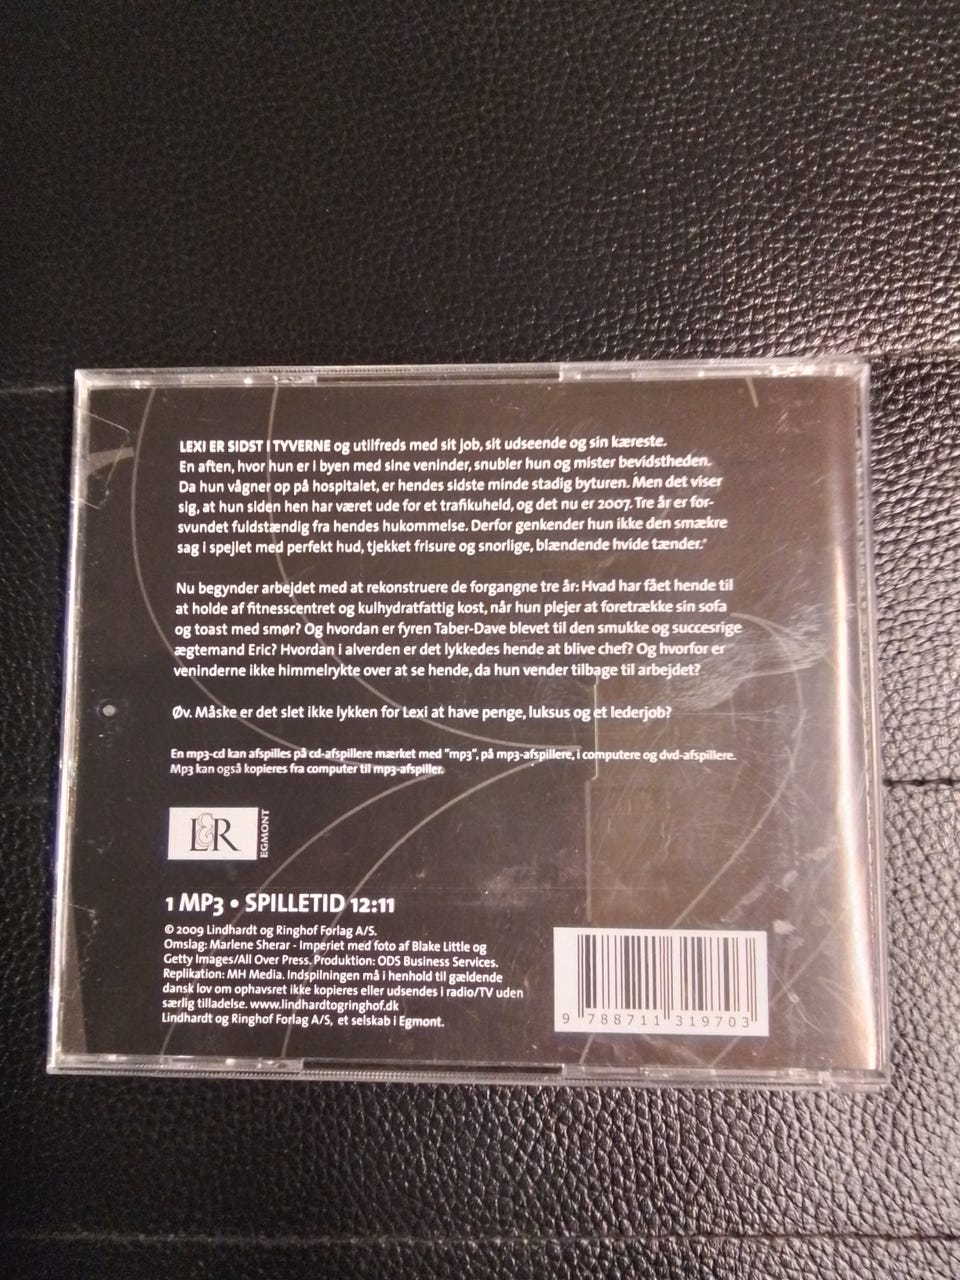 LEXI ER SIDST I TYVERNE og utilfreds med sit job, sit udseende og sin kæreste.
En aften, hvor hun er i byen med sine veninder, snubler hun og mister bevidstheden.
Da hun vågner op på hospitalet, er hendes sidste minde stadig byturen. Men det viser
sig, at hun siden hen har været ude for et trafikuheld, og det nu er 2007. Tre år er for-
svundet fuldstændig fra hendes hukommelse. Derfor genkender hun ikke den smækre
sag i spejlet med perfekt hud, tjekket frisure og snorlige, blændende hvide tænder.
Nu begynder arbejdet med at rekonstruere de forgangne tre år: Hvad har fået hende til
at holde af fitnesscentret og kulhydratfattig kost, når hun plejer at foretrække sin sofa
og toast med smør? Og hvordan er fyren Taber-Dave blevet til den smukke og succesrige
ægtemand Eric? Hvordan i alverden er det lykkedes hende at blive chef? Og hvorfor er
veninderne ikke himmelrykte over at se hende, da hun vender tilbage til arbejdet?
Øv. Måske er det slet ikke lykken for Lexi at have penge, luksus og et lederjob?
En mp3-cd kan afspilles på cd-afspillere mærket med "mp3", på mp3-afspillere, i computere og dvd-afspillere.
Mp3 kan også kopieres fra computer til mp3-afspiller.
L&R EGMONT
1 MP3 • SPILLETID 12:11
© 2009 Lindhardt og Ringhof Forlag A/S.
Omslag: Marlene Sherar - Imperiet med foto af Blake Little og
Getty Images/All Over Press. Produktion: ODS Business Services.
Replikation: MH Media. Indspilningen må i henhold til gældende
dansk lov om ophavsret ikke kopieres eller udsendes i radio/TV uden
særlig tilladelse. www.lindhardtogringhof.dk
Lindhardt og Ringhof Forlag A/S, et selskab i Egmont.
9 788711 319703